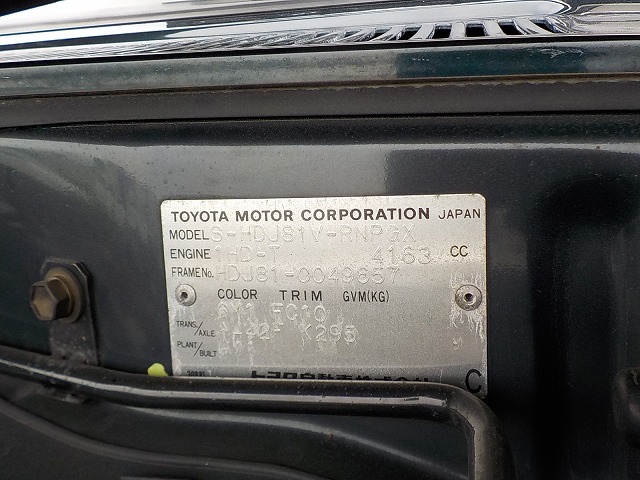 TOYOTA MOTOR CORPORATION JAPAN
MODEL S-HDJ81V-RNPGX
ENGINE 1HD-T 4163 CC
FRAME No. HDJ81-0049657
COLOR TRIM GVM(KG)
FC10
TRANS./AXLE K295
PLANT/BUILT
C